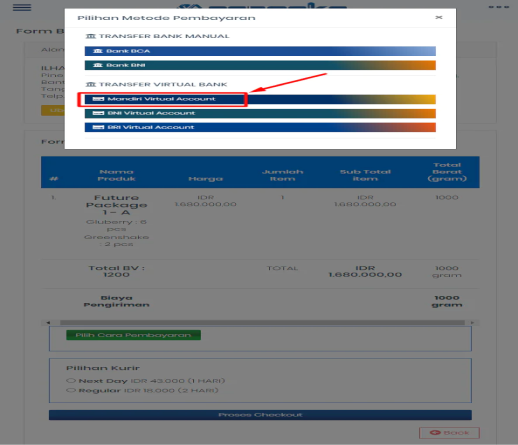 Pilihan Metode Pembayaran ×
TRANSFER BANK MANUAL
Bank BCA
Bank BNI
TRANSFER VIRTUAL BANK
Mandiri Virtual Account
BNI Virtual Account
BRI Virtual Account
Form B
Alam
ILHA
Pine
Bant
Tang
Telp
Form
# Nama Produk Harga Jumlah Item Sub Total Item Total Berat (gram)
1 Future Package 1 - A IDR 1.680.000,00 1 IDR 1.680.000,00 1000
Gluberry : 6 pcs
Greenshake : 2 pcs
Total BV : 1200 TOTAL IDR 1.680.000,00 1000 gram
Biaya Pengiriman 1000 gram
Pilih Cara Pembayaran
Pilihan Kurir
Next Day IDR 43.000 (1 HARI)
Reguler IDR 18.000 (2 HARI)
Proses Checkout
Back